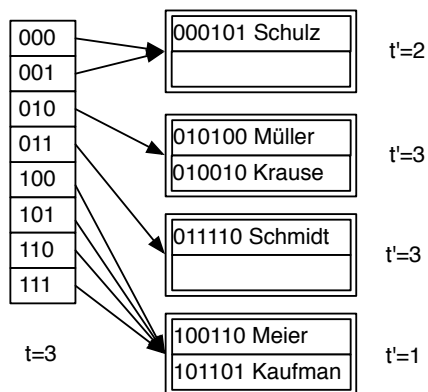 000
001
010
011
100
101
110
111
t=3
000101 Schulz
t'=2
010100 Müller
010010 Krause
t'=3
011110 Schmidt
t'=3
100110 Meier
101101 Kaufman
t'=1